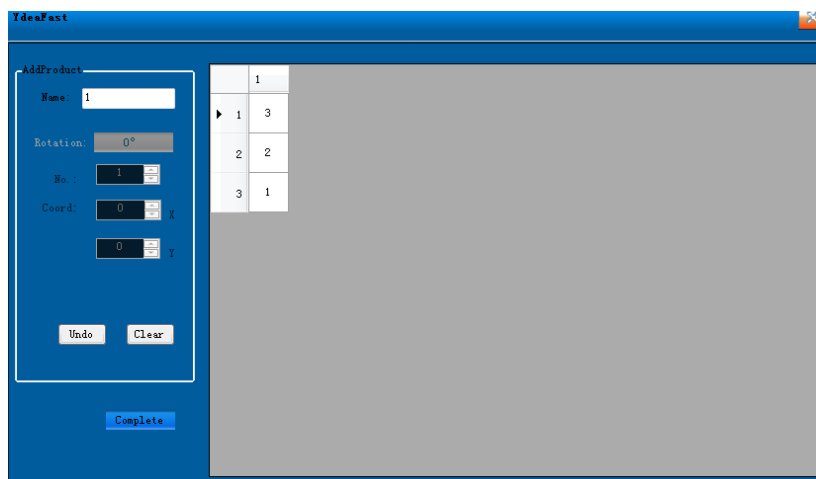 YdeaFast
AddProduct
Name: 1
Rotation: 0°
No.: 1
Coord: 0 X
0 Y
Undo Clear
Complete
1
1 3
2 2
3 1